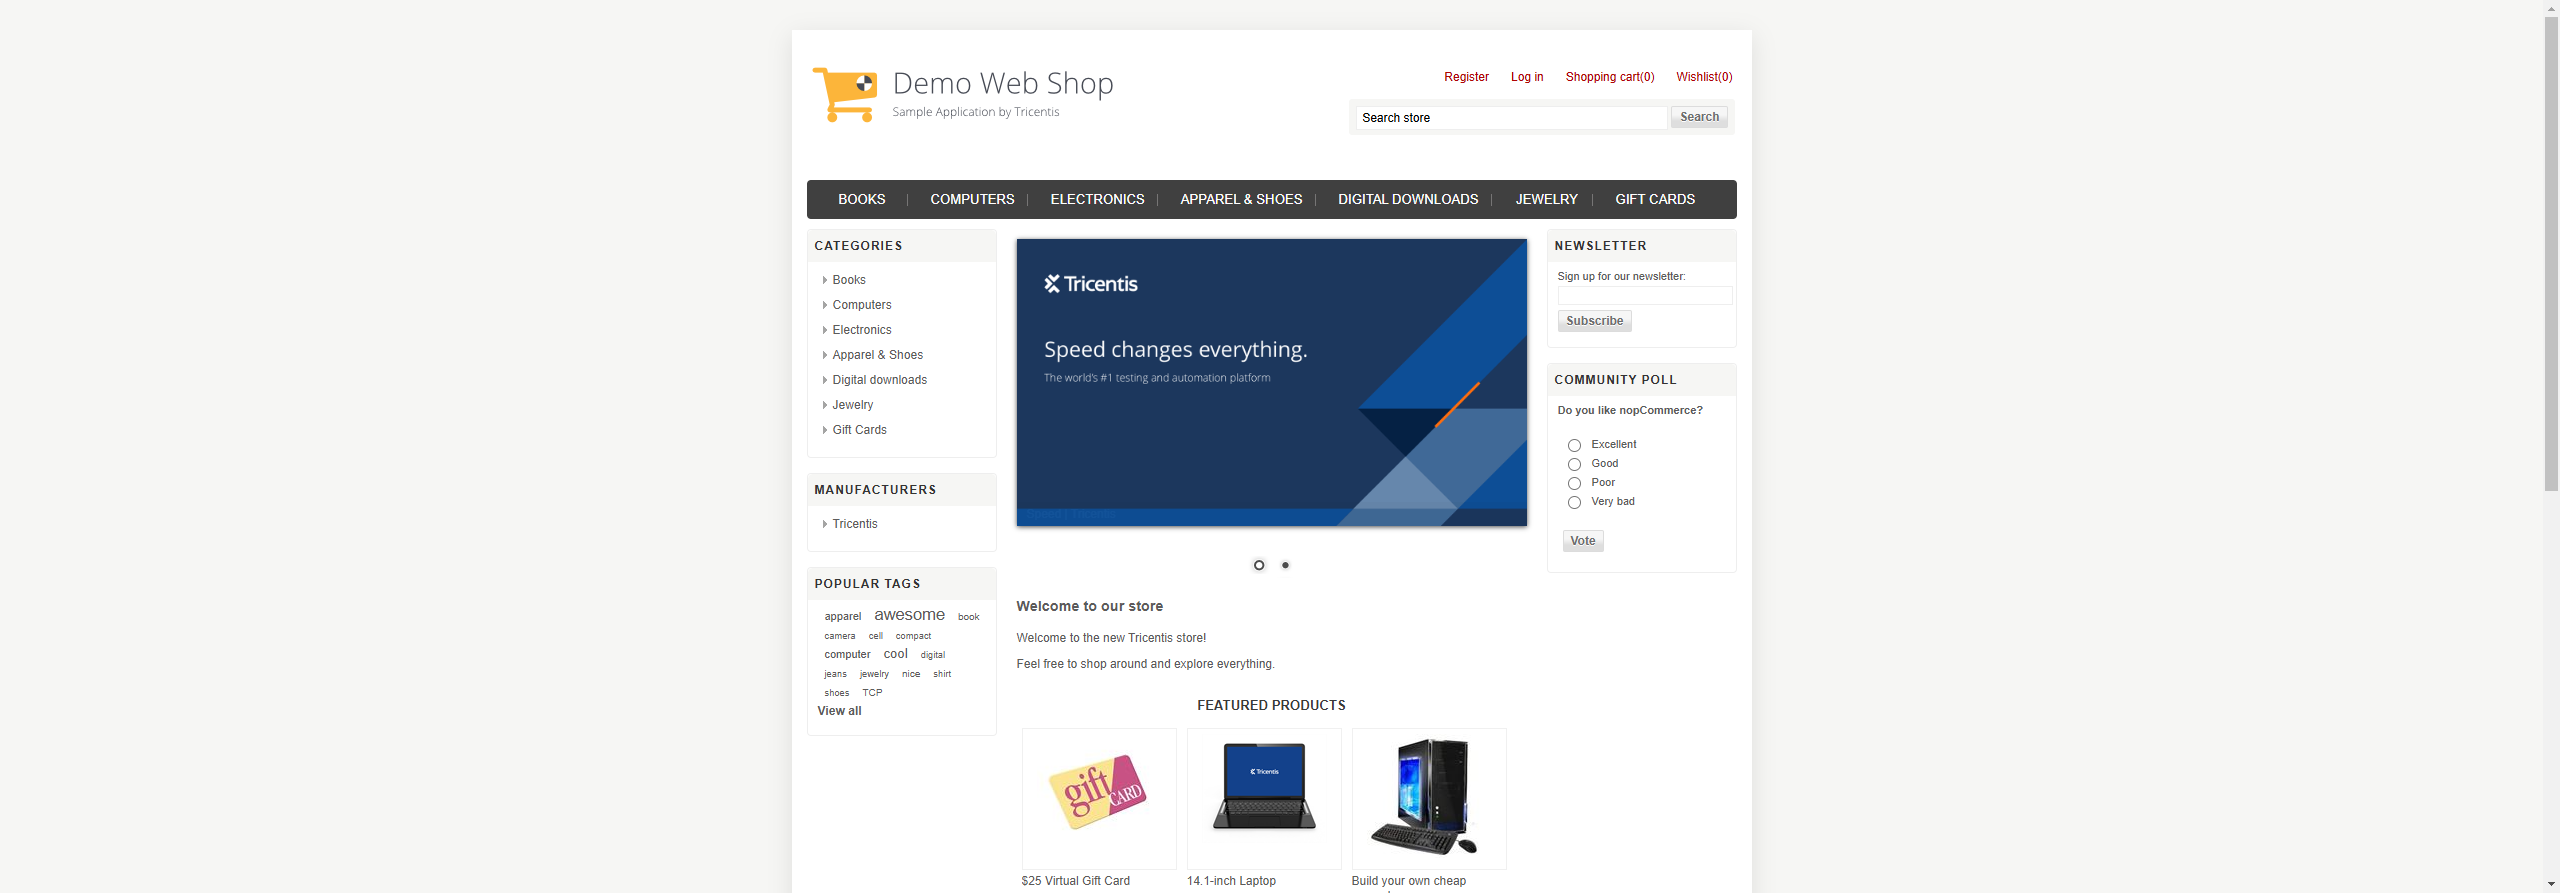 Demo Web Shop
Sample Application by Tricentis
Register Log in Shopping cart(0) Wishlist(0)
Search store Search
BOOKS COMPUTERS ELECTRONICS APPAREL & SHOES DIGITAL DOWNLOADS JEWELRY GIFT CARDS
CATEGORIES
Books
Computers
Electronics
Apparel & Shoes
Digital downloads
Jewelry
Gift Cards
MANUFACTURERS
Tricentis
POPULAR TAGS
apparel awesome book
camera cell compact
computer cool digital
jeans jewelry nice shirt
shoes TCP
View all
Tricentis
Speed changes everything.
The world's #1 testing and automation platform
Welcome to our store
Welcome to the new Tricentis store!
Feel free to shop around and explore everything.
FEATURED PRODUCTS
gift CARD
Tricentis
$25 Virtual Gift Card
14.1-inch Laptop
Build your own cheap
NEWSLETTER
Sign up for our newsletter:
Subscribe
COMMUNITY POLL
Do you like nopCommerce?
Excellent
Good
Poor
Very bad
Vote